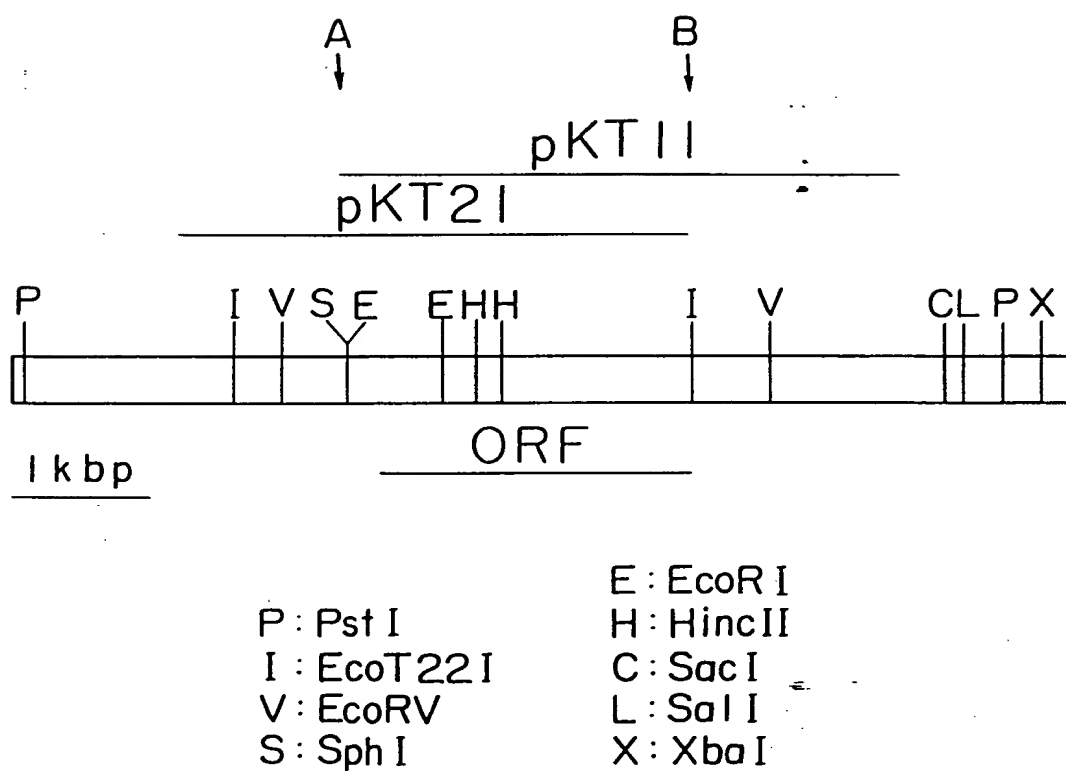 A B
pKT11
pKT21
P I V S E E H H I V C L P X
ORF
1 kbp
E : EcoR I
P : Pst I H : Hinc II
I : EcoT22 I C : Sac I
V : EcoRV L : Sal I
S : Sph I X : Xba I